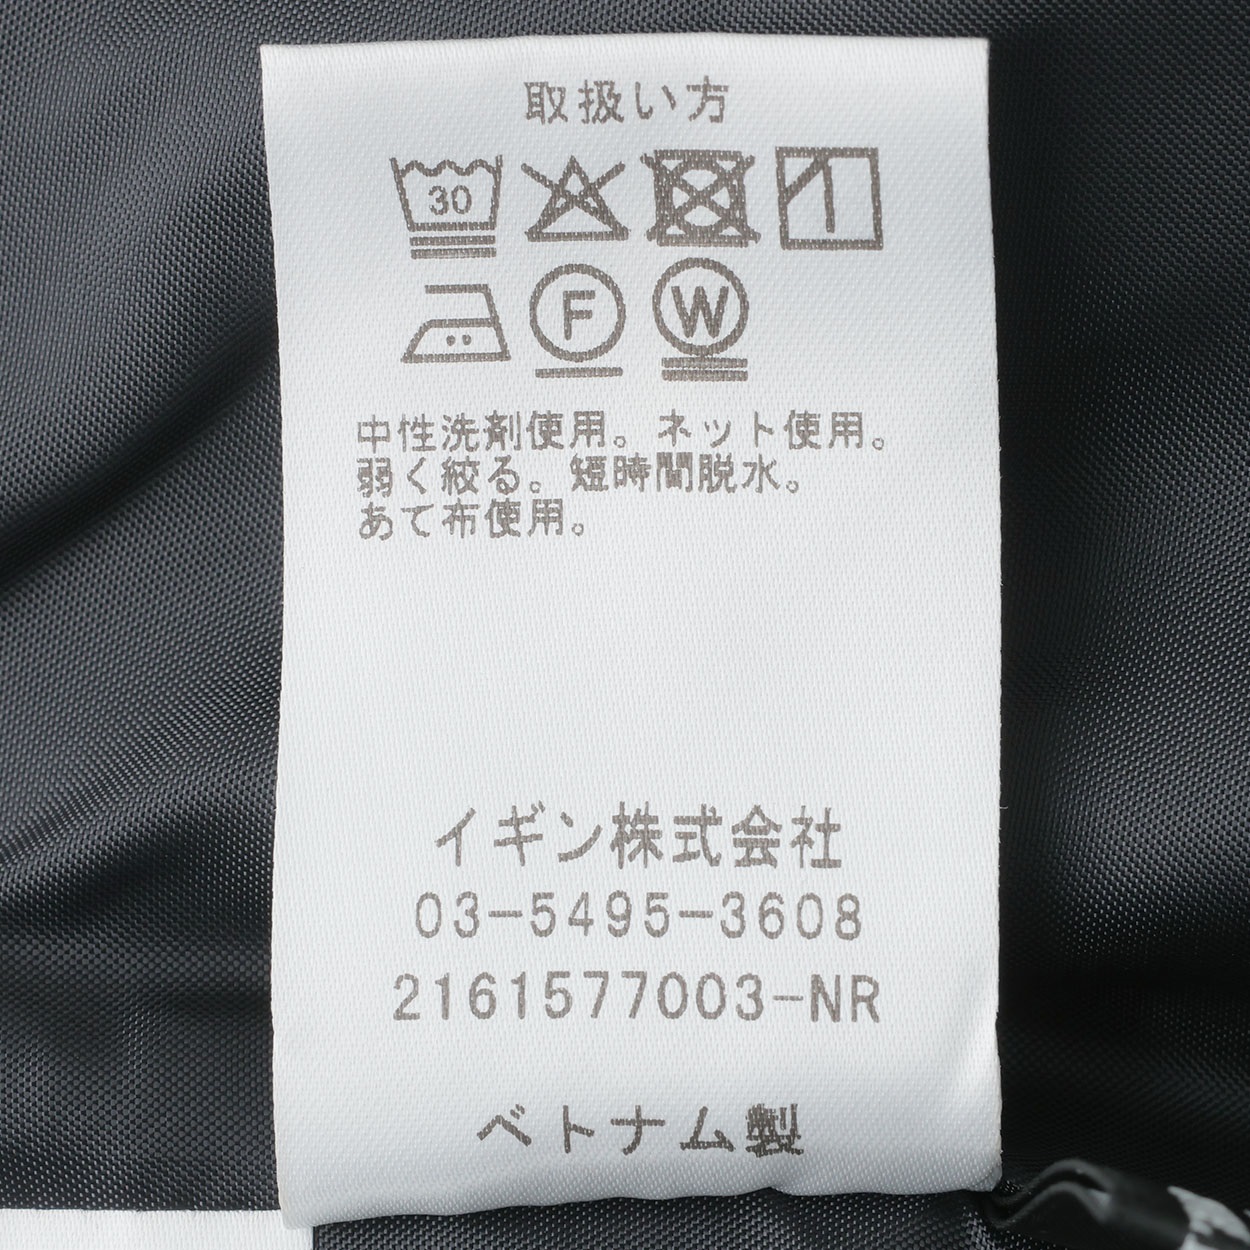 取扱い方
30
F W
中性洗剤使用。ネット使用。
弱く絞る。短時間脱水。
あて布使用。
イギン株式会社
03-5495-3608
2161577003-NR
ベトナム製